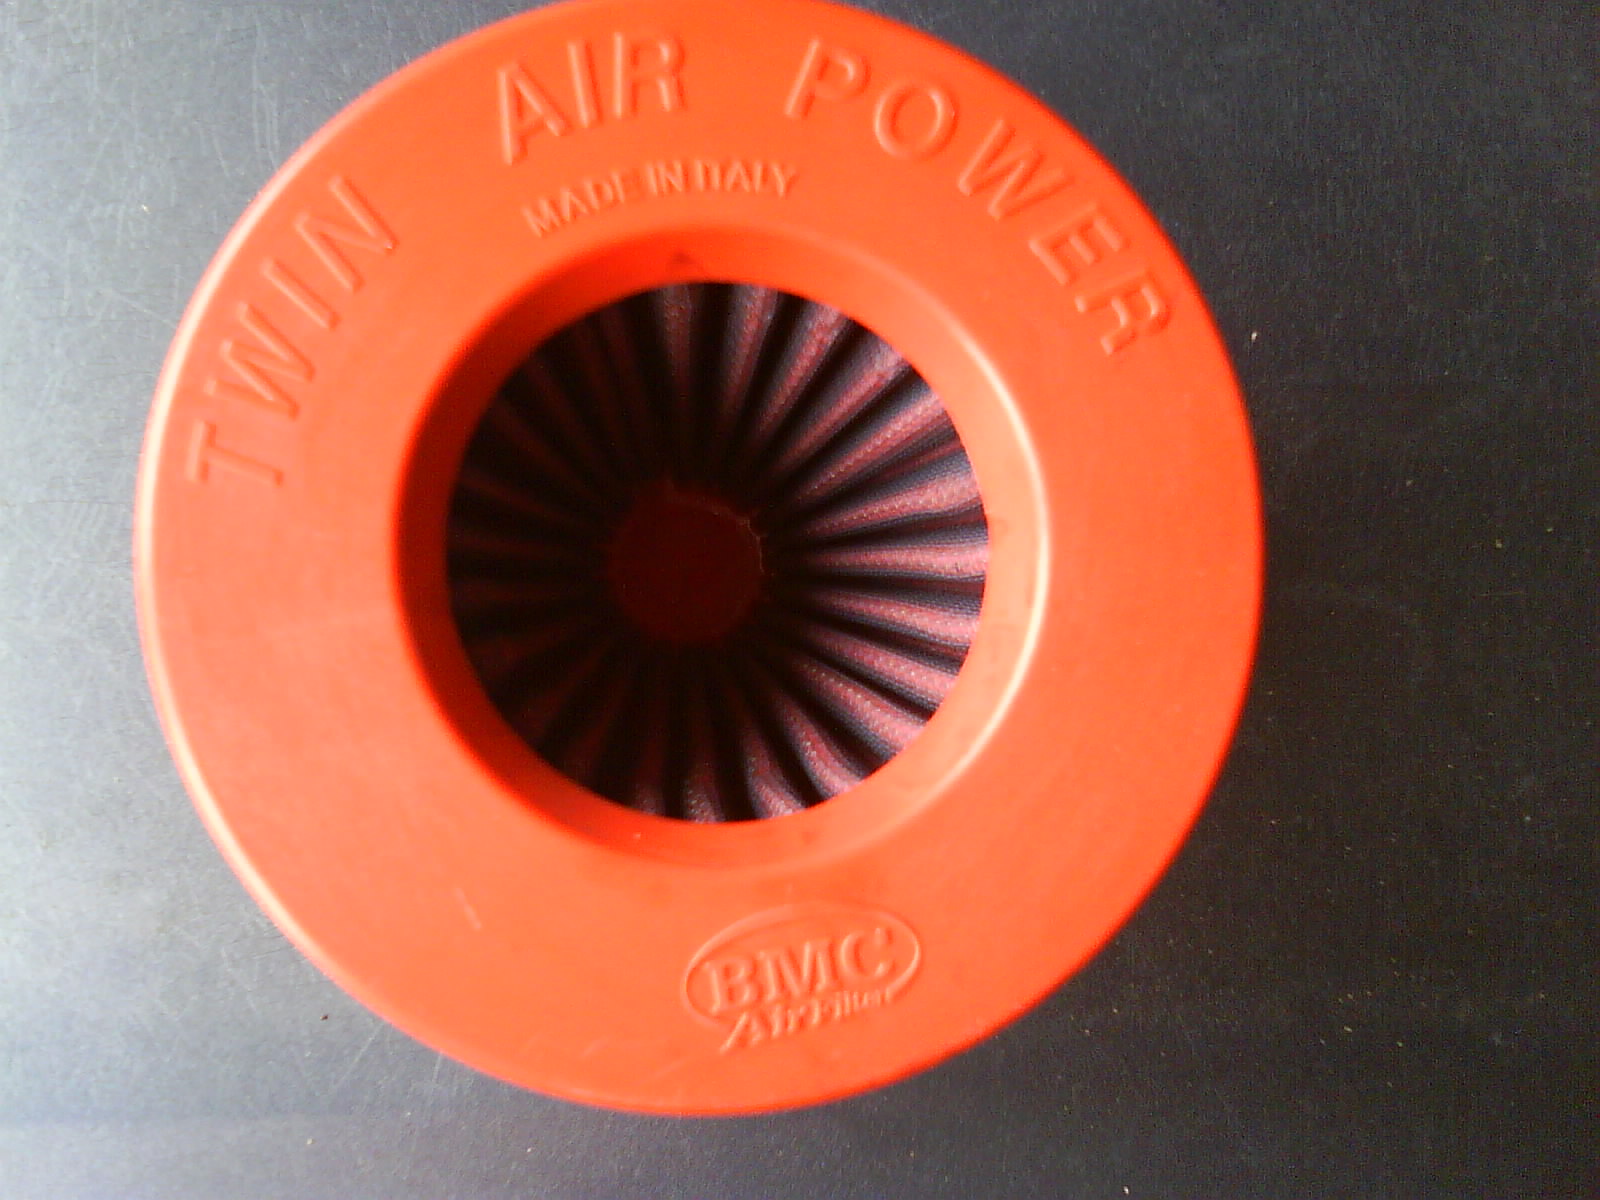 TWIN AIR POWER
MADE IN ITALY
BMC
Air Filter